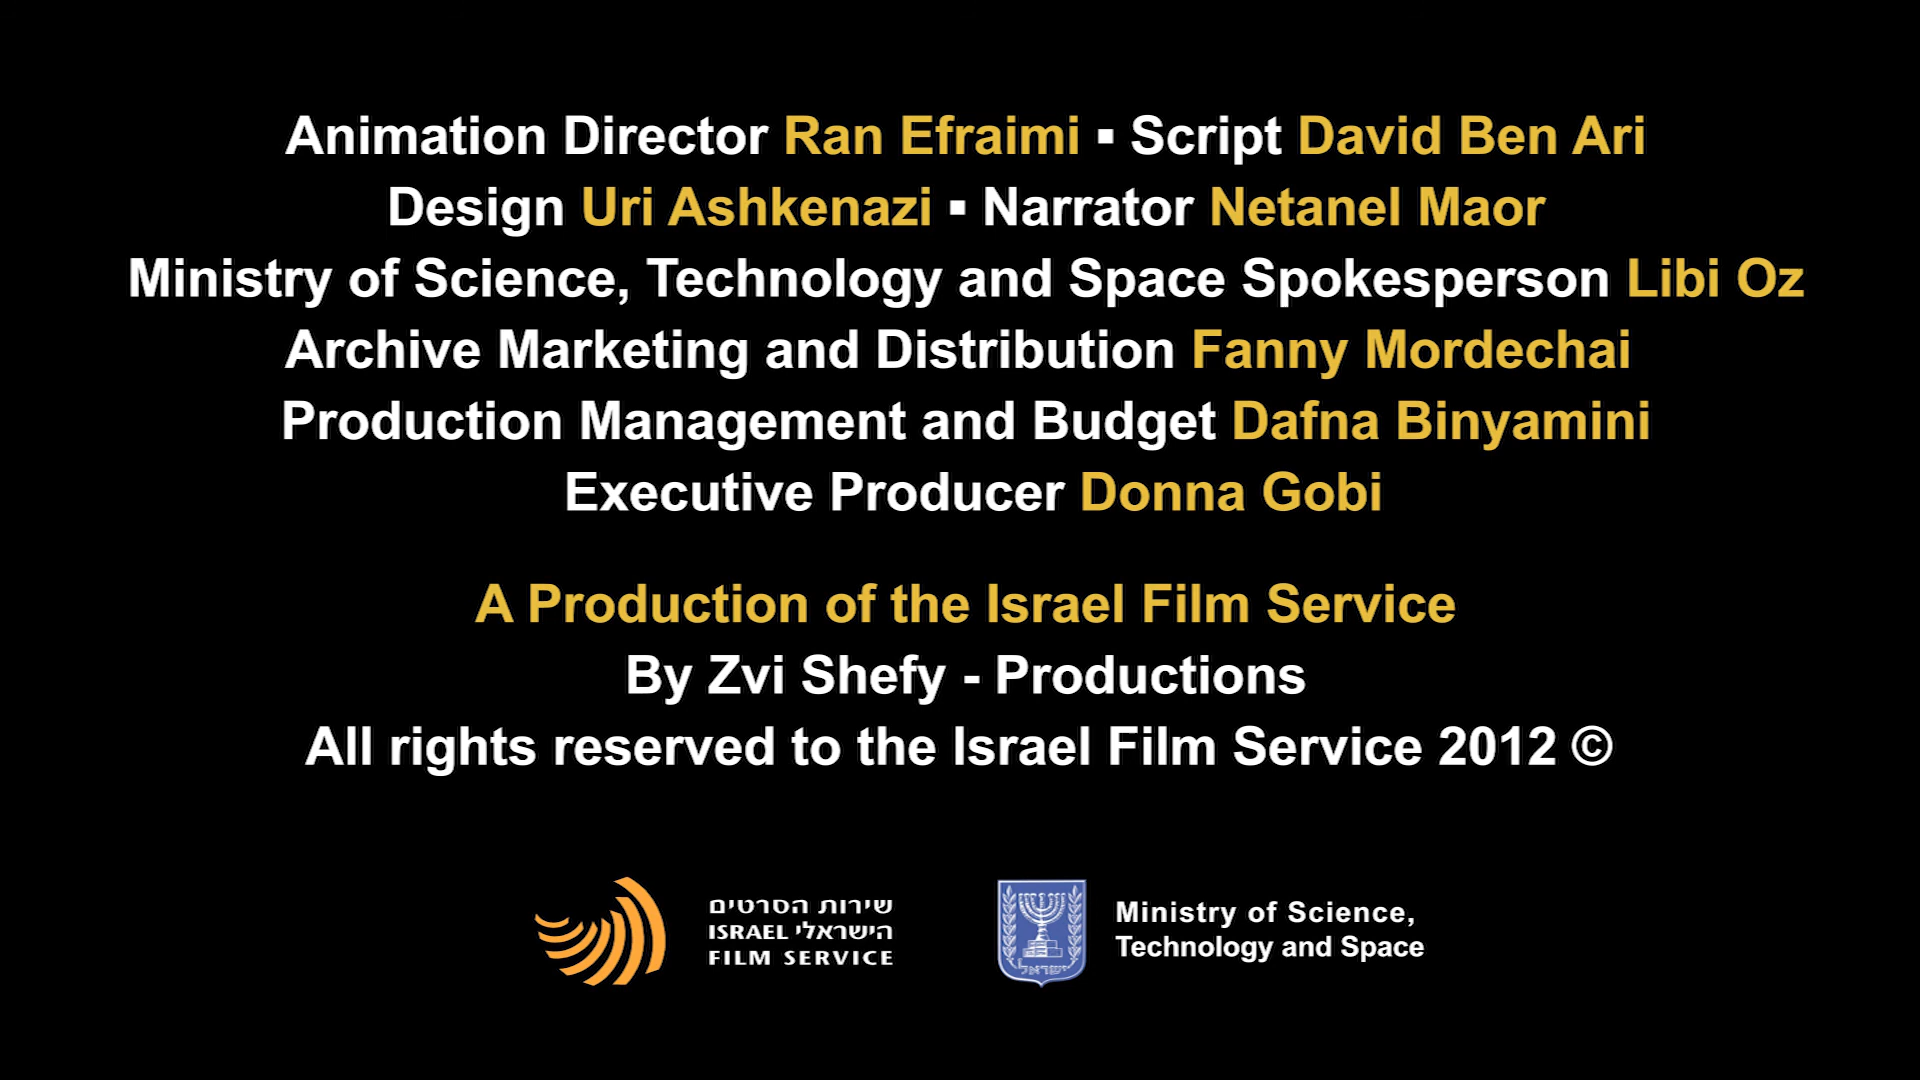 Animation Director Ran Efraimi ▪ Script David Ben Ari
Design Uri Ashkenazi ▪ Narrator Netanel Maor
Ministry of Science, Technology and Space Spokesperson Libi Oz
Archive Marketing and Distribution Fanny Mordechai
Production Management and Budget Dafna Binyamini
Executive Producer Donna Gobi
A Production of the Israel Film Service
By Zvi Shefy - Productions
All rights reserved to the Israel Film Service 2012 ©
שירות הסרטים
הישראלי ISRAEL
FILM SERVICE
ישראל
Ministry of Science,
Technology and Space